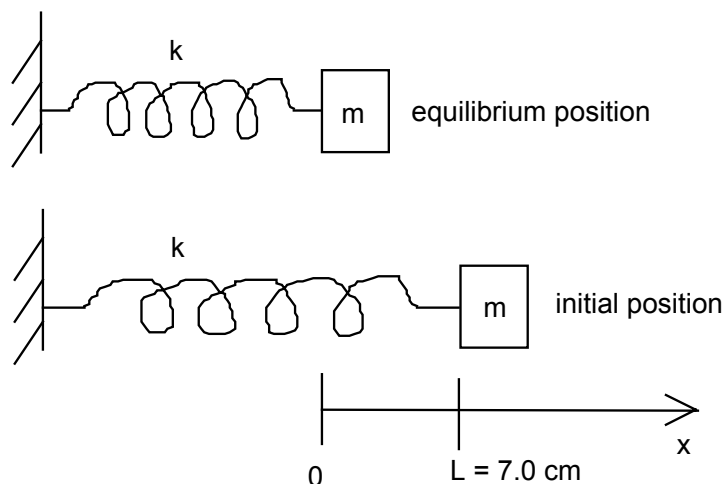 k
m equilibrium position
k
m initial position
x
0 L = 7.0 cm